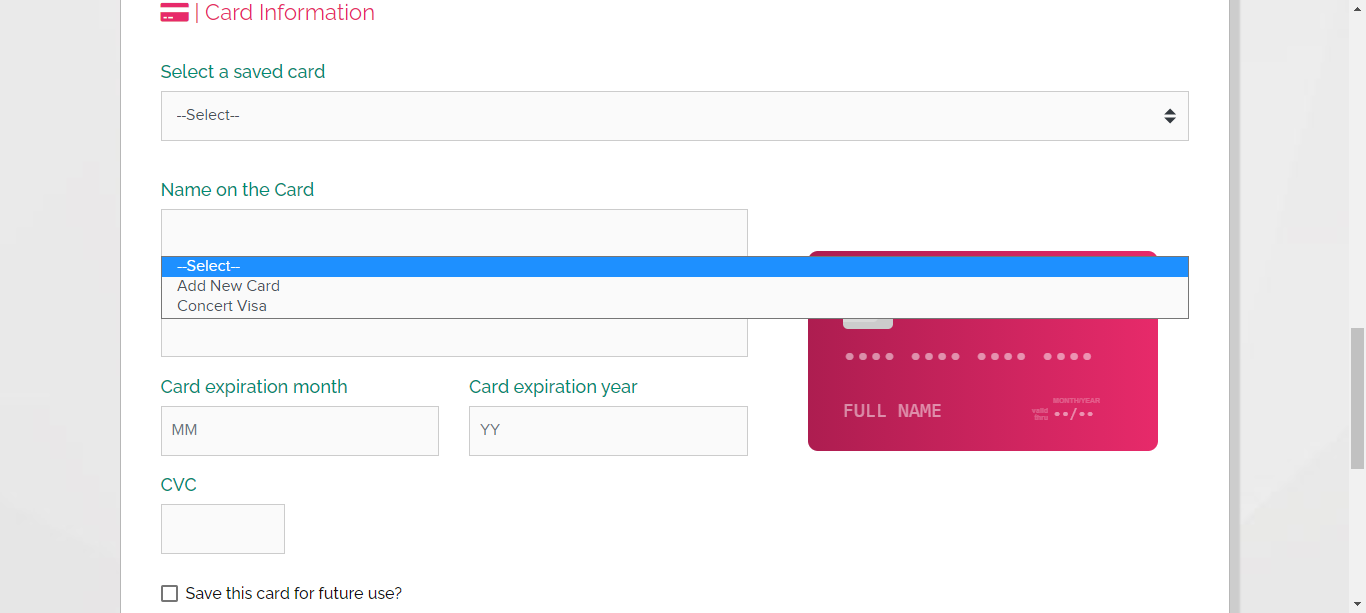 | Card Information
Select a saved card
--Select--
Name on the Card
--Select--
Add New Card
Concert Visa
•••• •••• •••• ••••
Card expiration month
Card expiration year
MM
YY
FULL NAME
MONTH/YEAR
valid
thru
••/••
CVC
Save this card for future use?